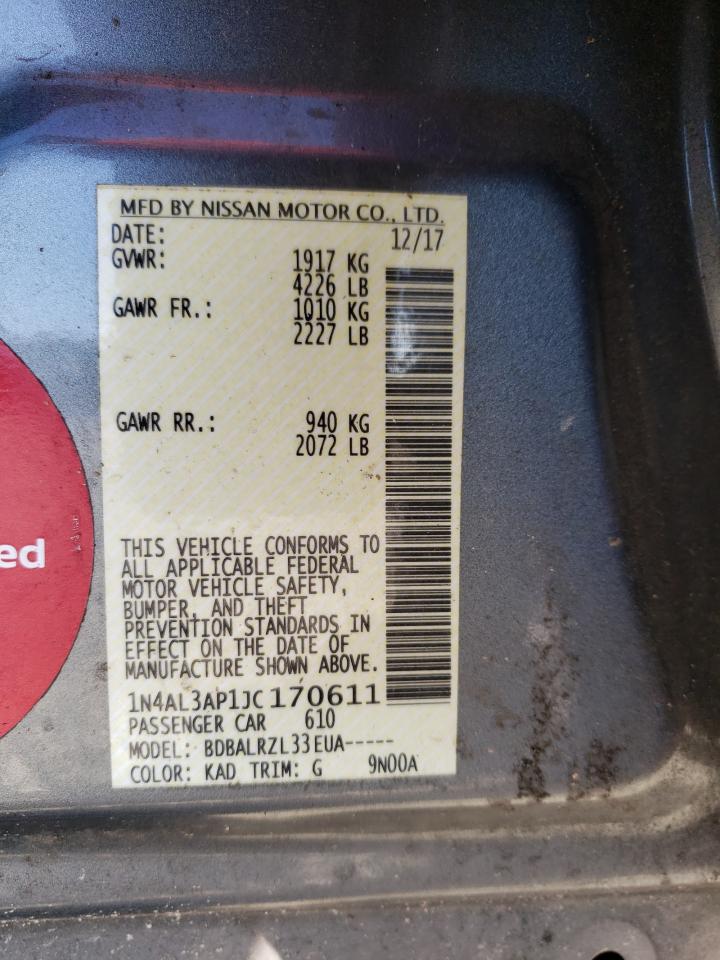 MFD BY NISSAN MOTOR CO., LTD.
DATE: 12/17
GVWR: 1917 KG
4226 LB
GAWR FR.: 1010 KG
2227 LB
GAWR RR.: 940 KG
2072 LB
ed
THIS VEHICLE CONFORMS TO
ALL APPLICABLE FEDERAL
MOTOR VEHICLE SAFETY,
BUMPER, AND THEFT
PREVENTION STANDARDS IN
EFFECT ON THE DATE OF
MANUFACTURE SHOWN ABOVE.
1N4AL3AP1JC170611
PASSENGER CAR 610
MODEL: BDBALRZL33EUA-----
COLOR: KAD TRIM: G 9N00A